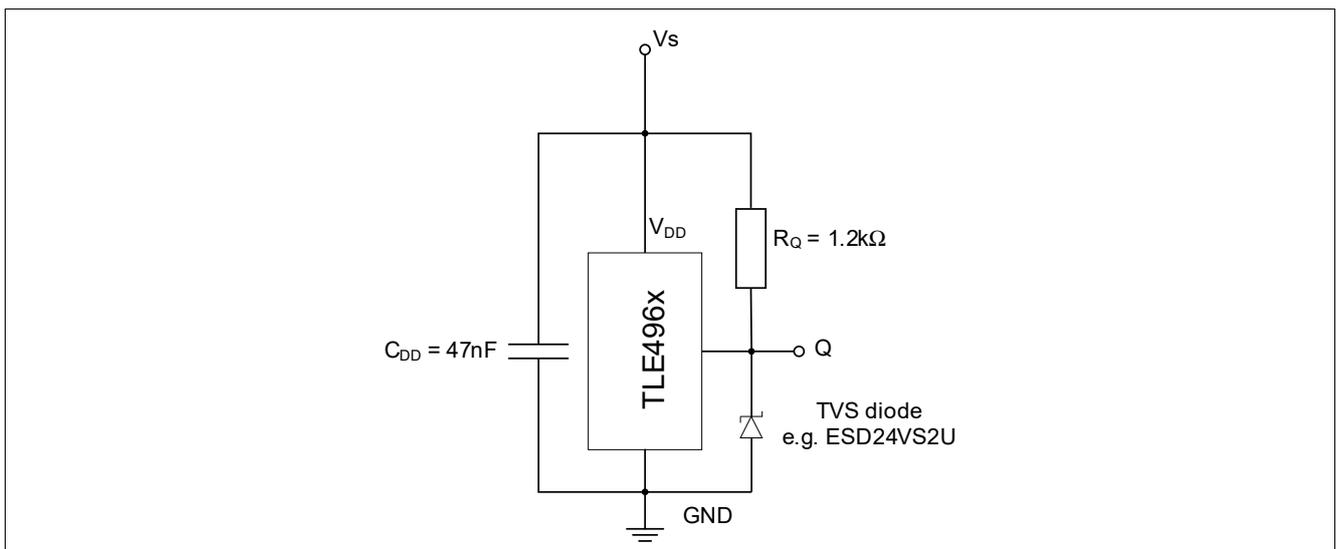 Vs
VDD
RQ = 1.2kΩ
TLE496x
CDD = 47nF
Q
TVS diode
e.g. ESD24VS2U
GND